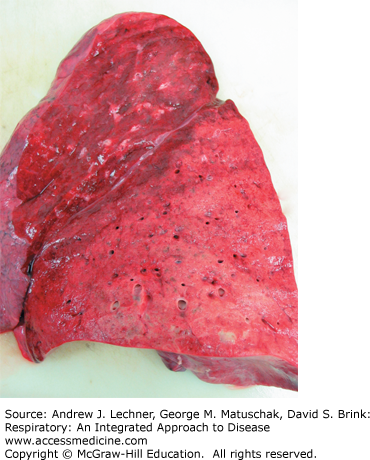 Source: Andrew J. Lechner, George M. Matuschak, David S. Brink:
Respiratory: An Integrated Approach to Disease
www.accessmedicine.com
Copyright © McGraw-Hill Education.  All rights reserved.